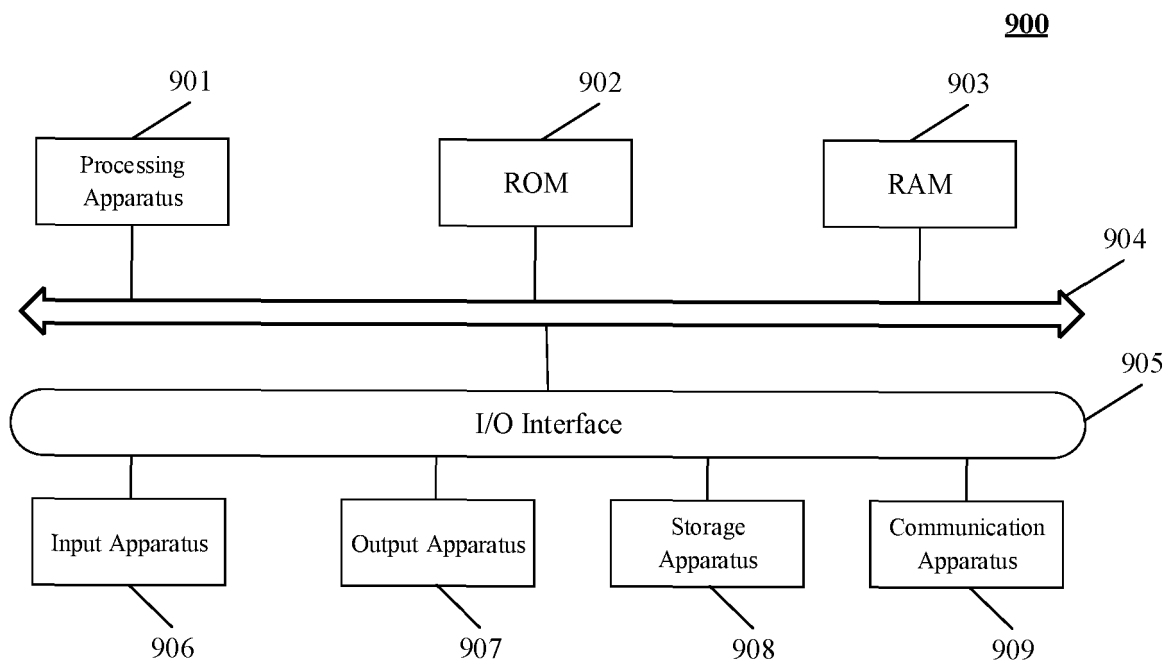 900
901
902
903
Processing
Apparatus
ROM
RAM
904
905
I/O Interface
Input Apparatus
Output Apparatus
Storage
Apparatus
Communication
Apparatus
906
907
908
909